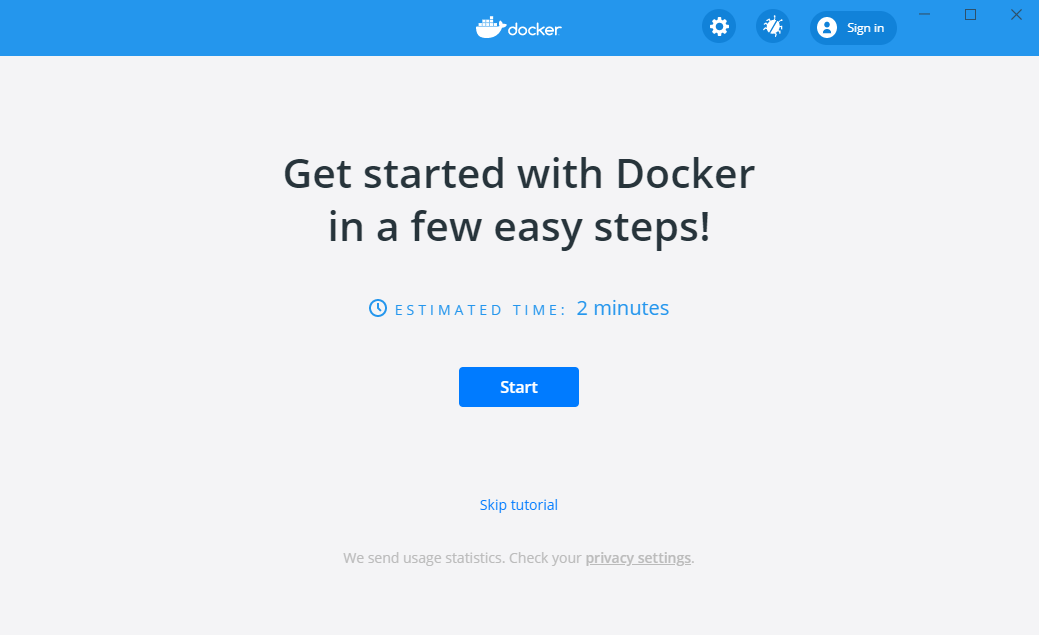 docker
Sign in
Get started with Docker
in a few easy steps!
ESTIMATED TIME: 2 minutes
Start
Skip tutorial
We send usage statistics. Check your privacy settings.